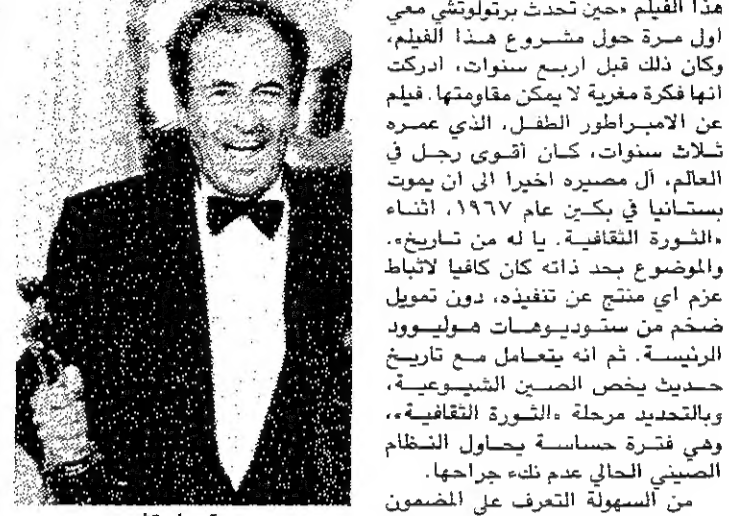 هذا الفيلم «حين تحدث برتولوتشي معي
اول مرة حول مشروع هذا الفيلم،
وكان ذلك قبل اربع سنوات، ادركت
انها فكرة مغرية لا يمكن مقاومتها. فيلم
عن الامبراطور الطفل، الذي عمره
ثلاث سنوات، كان أقوى رجل في
العالم، آل مصيره اخيرا الى ان يموت
بستانيا في بكين عام ١٩٦٧، اثناء
«الثورة الثقافية. يا له من تاريخ».
والموضوع بحد ذاته كان كافيا لاثباط
عزم اي منتج عن تنفيذه، دون تمويل
ضخم من ستوديوهات هوليوود
الرئيسة. ثم انه يتعامل مع تاريخ
حديث يخص الصين الشيوعية،
وبالتحديد مرحلة «الثورة الثقافية»،
وهي فترة حساسة يحاول النظام
الصيني الحالي عدم نكء جراحها.
من السهولة التعرف على المضمون